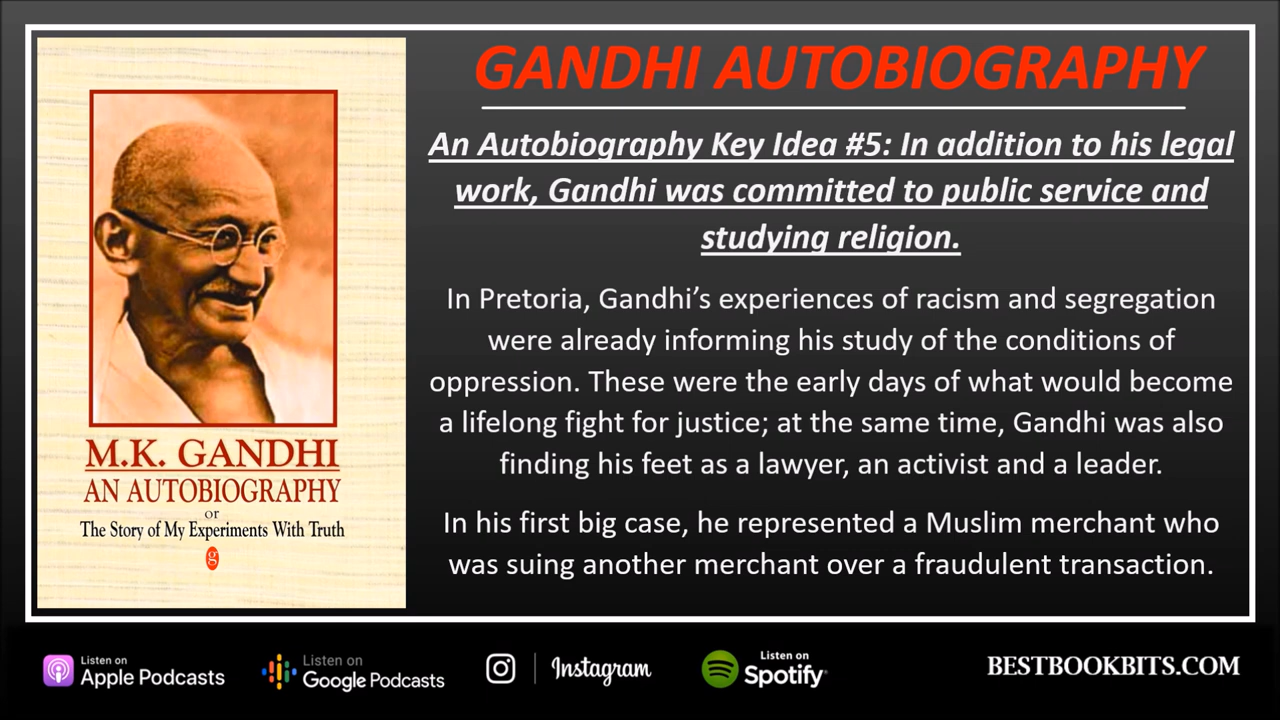 M.K. GANDHI
AN AUTOBIOGRAPHY
or
The Story of My Experiments With Truth
g
GANDHI AUTOBIOGRAPHY
An Autobiography Key Idea #5: In addition to his legal
work, Gandhi was committed to public service and
studying religion.
In Pretoria, Gandhi’s experiences of racism and segregation
were already informing his study of the conditions of
oppression. These were the early days of what would become
a lifelong fight for justice; at the same time, Gandhi was also
finding his feet as a lawyer, an activist and a leader.
In his first big case, he represented a Muslim merchant who
was suing another merchant over a fraudulent transaction.
Listen on
Apple Podcasts
Listen on
Google Podcasts
Instagram
Listen on
Spotify
BESTBOOKBITS.COM